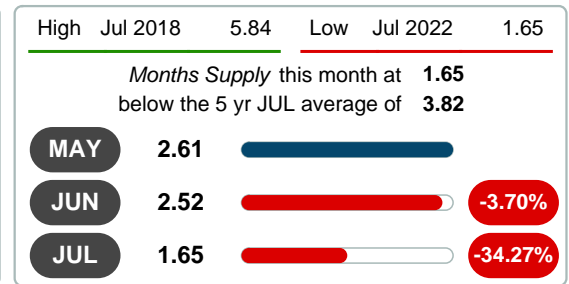 High Jul 2018 5.84 Low Jul 2022 1.65
Months Supply this month at 1.65
below the 5 yr JUL average of 3.82
MAY 2.61
JUN 2.52 -3.70%
JUL 1.65 -34.27%